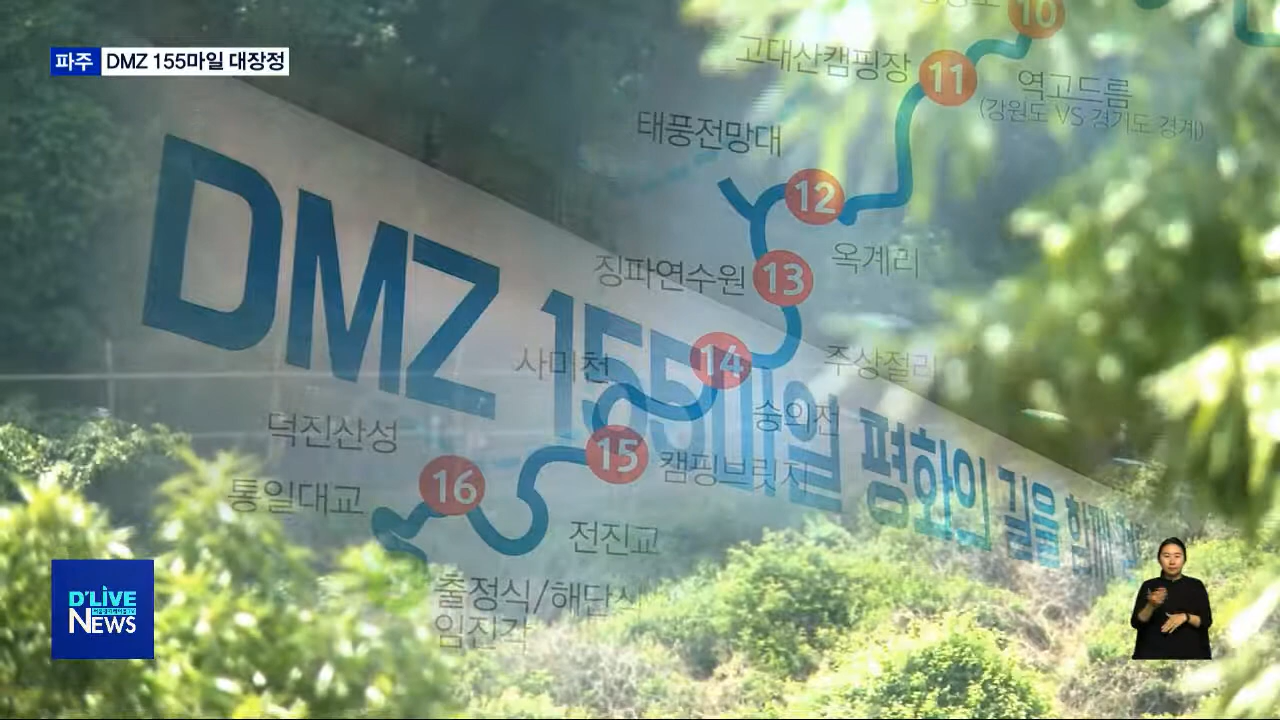 파주 DMZ 155마일 대장정
10
고대산캠핑장
11
역고드름
(강원도 VS 경기도 경계)
태풍전망대
12
옥계리
징파연수원
13
14
주상절리
사미천
숭의전
15
캠핑브릿지
덕진산성
16
통일대교
전진교
출정식/해단식
임진각
DMZ 155마일 평화의 길을
D'LIVE
NEWS